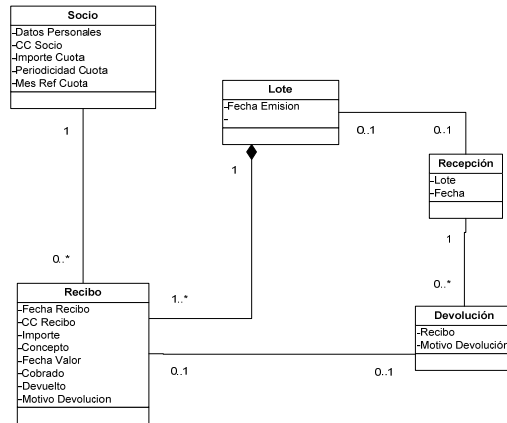 Socio
-Datos Personales
-CC Socio
-Importe Cuota
-Periodicidad Cuota
-Mes Ref Cuota
1
0..*
Lote
-Fecha Emision
-
1
0..1
0..1
Recepción
-Lote
-Fecha
1
0..*
Recibo
-Fecha Recibo
-CC Recibo
-Importe
-Concepto
-Fecha Valor
-Cobrado
-Devuelto
-Motivo Devolucion
1..*
0..1
0..1
Devolución
-Recibo
-Motivo Devolución